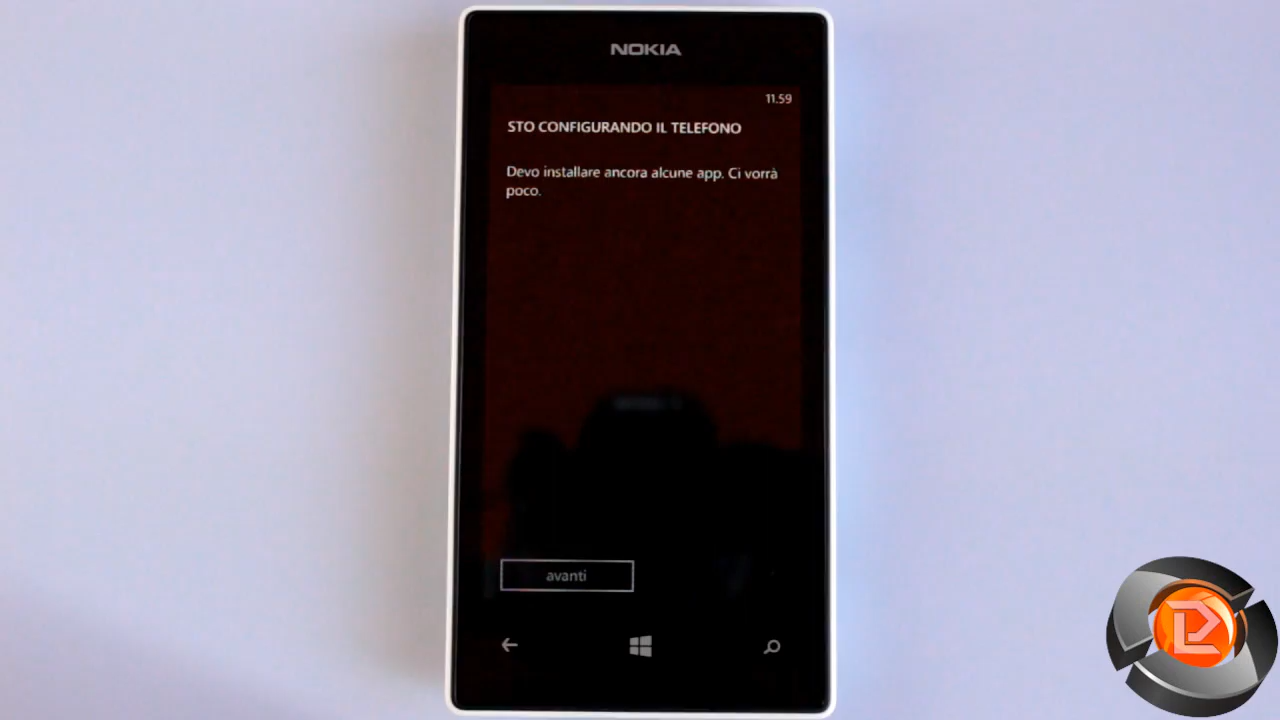 NOKIA
11.59
STO CONFIGURANDO IL TELEFONO
Devo installare ancora alcune app. Ci vorrà
poco.
avanti